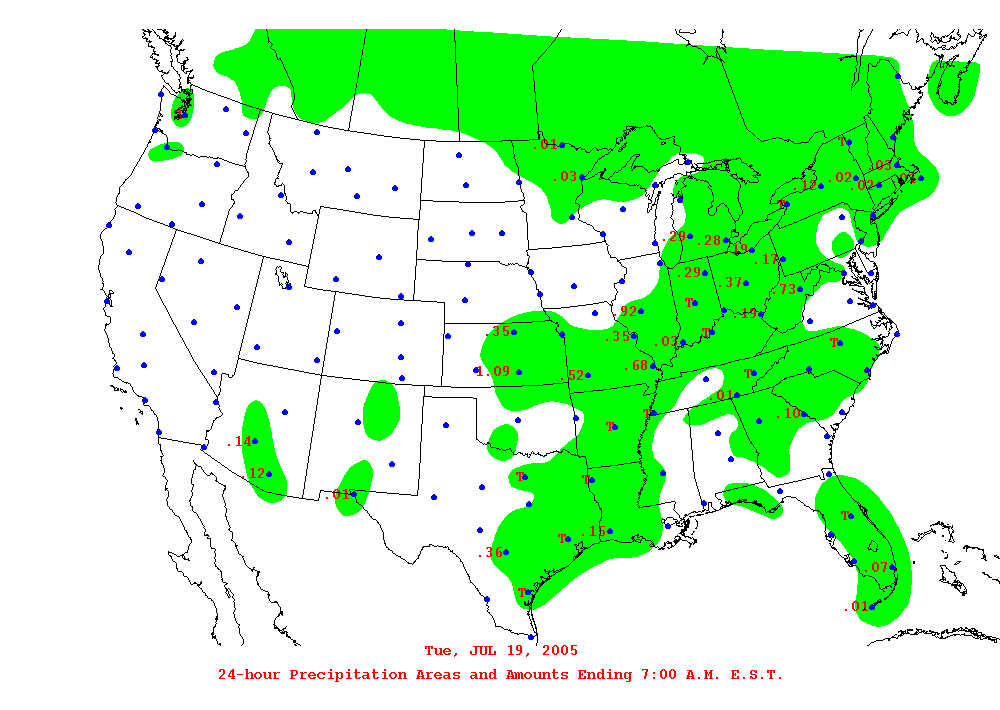 .01
T
.03
.03
.12 .02 .02
T
.29 .28
.19
.17
.29
.37
.73
T
.92
.19
.35
.35
T
.03
T
1.09
.52
.68
T
.01
T
.10
T
.14
.12
T
T
.01
T
.15
T
.36
.07
T
.01
Tue, JUL 19, 2005
24-hour Precipitation Areas and Amounts Ending 7:00 A.M. E.S.T.